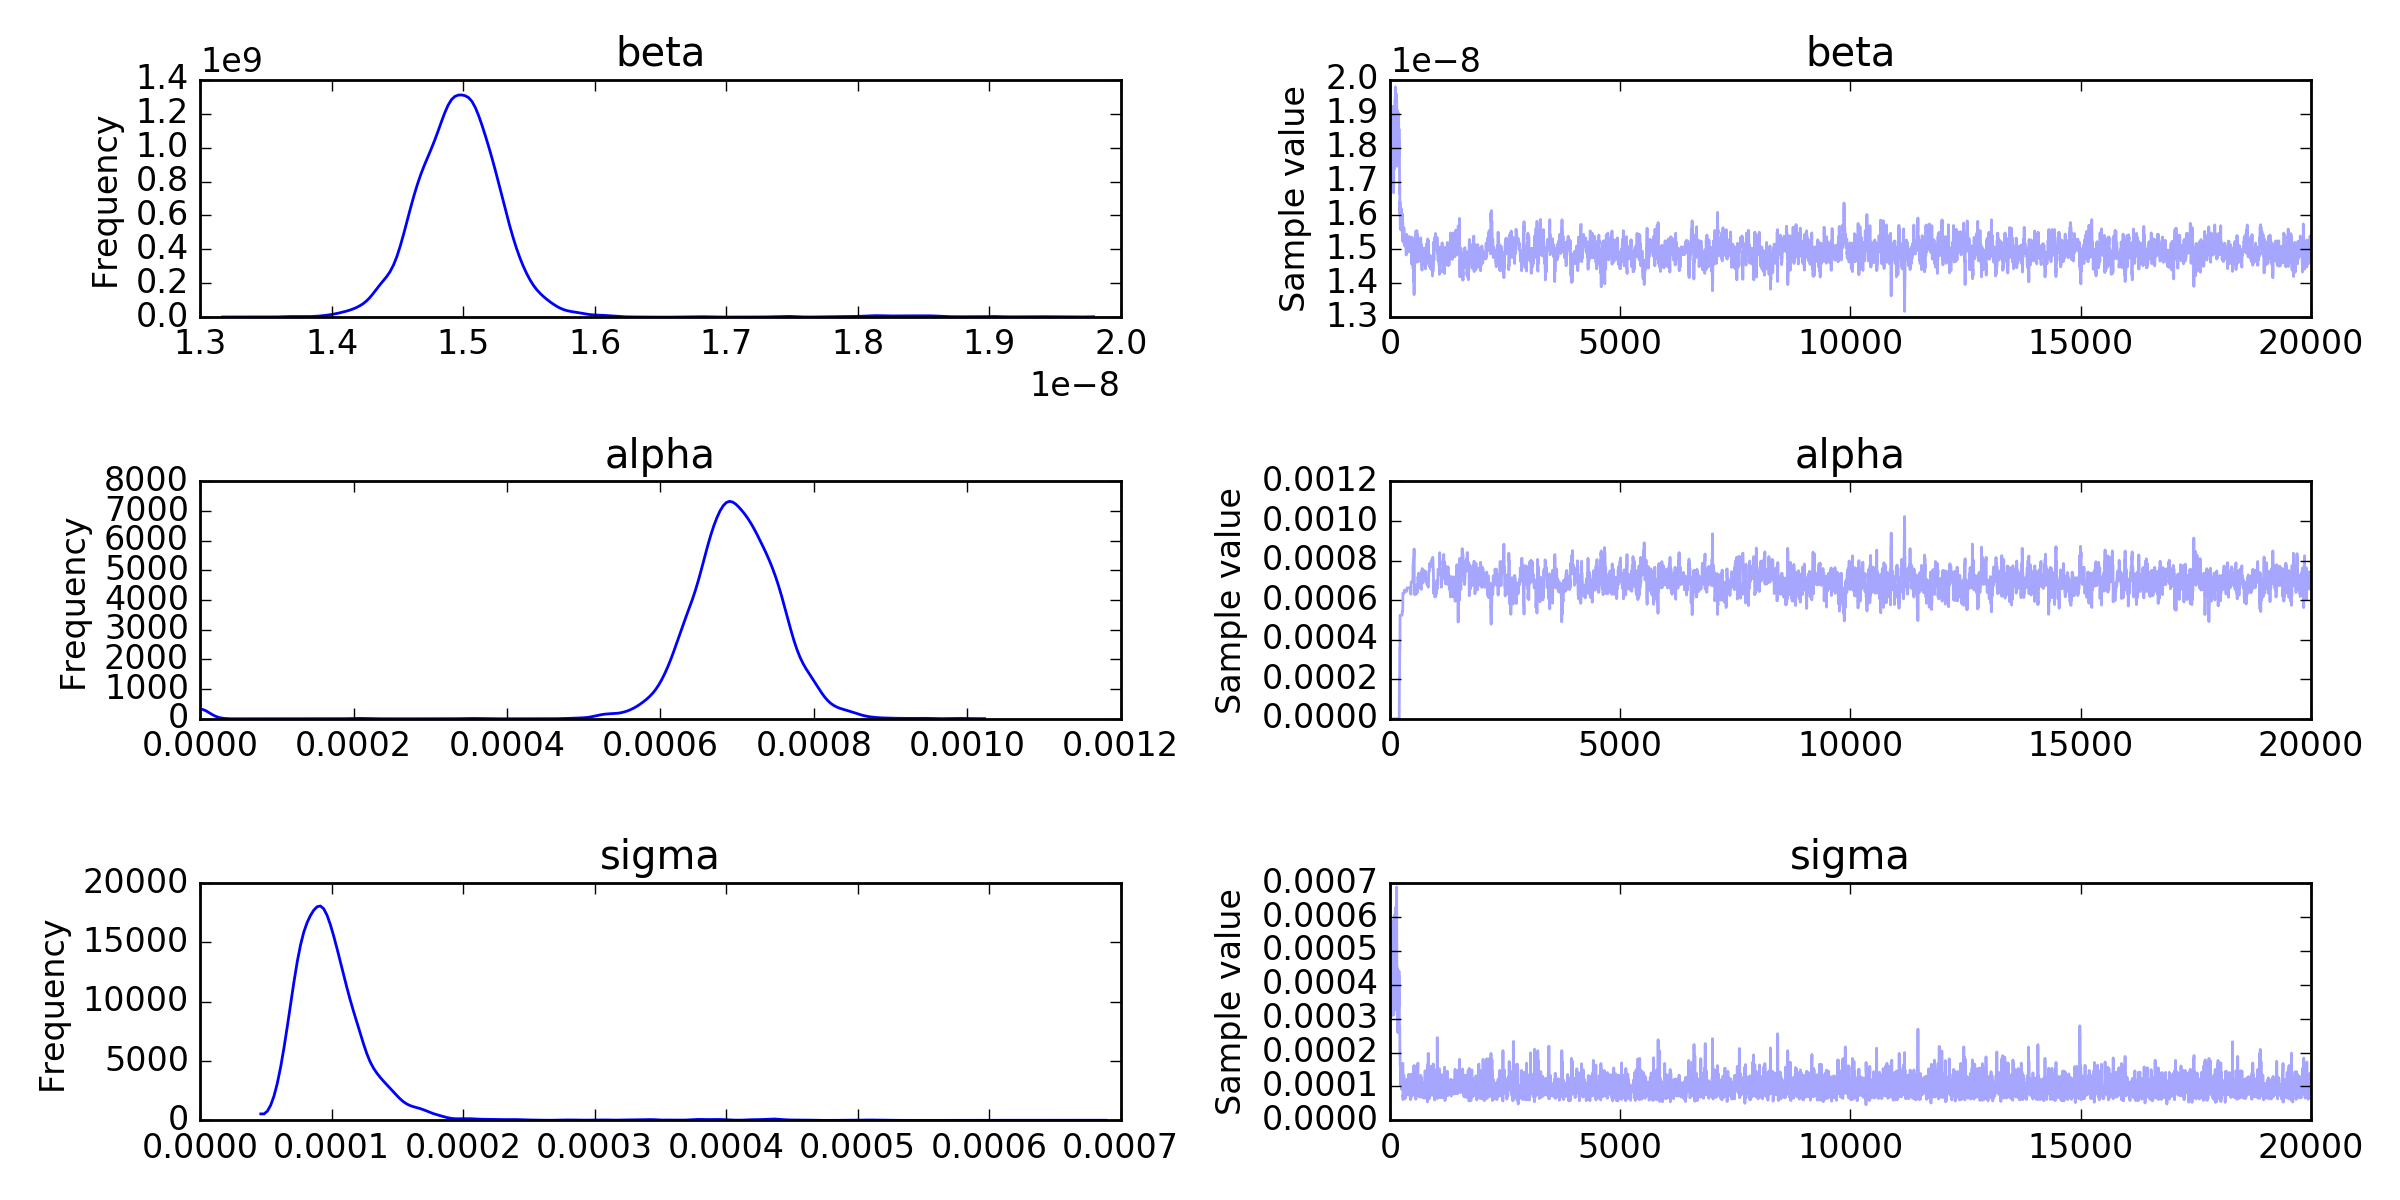 beta
1e9
1.4
1.2
1.0
0.8
0.6
0.4
0.2
0.0
Frequency
1.3 1.4 1.5 1.6 1.7 1.8 1.9 2.0
1e−8
beta
1e−8
2.0
1.9
1.8
1.7
1.6
1.5
1.4
1.3
Sample value
0 5000 10000 15000 20000
alpha
8000
7000
6000
5000
4000
3000
2000
1000
0
Frequency
0.0000 0.0002 0.0004 0.0006 0.0008 0.0010 0.0012
alpha
0.0012
0.0010
0.0008
0.0006
0.0004
0.0002
0.0000
Sample value
0 5000 10000 15000 20000
sigma
20000
15000
10000
5000
0
Frequency
0.0000 0.0001 0.0002 0.0003 0.0004 0.0005 0.0006 0.0007
sigma
0.0007
0.0006
0.0005
0.0004
0.0003
0.0002
0.0001
0.0000
Sample value
0 5000 10000 15000 20000